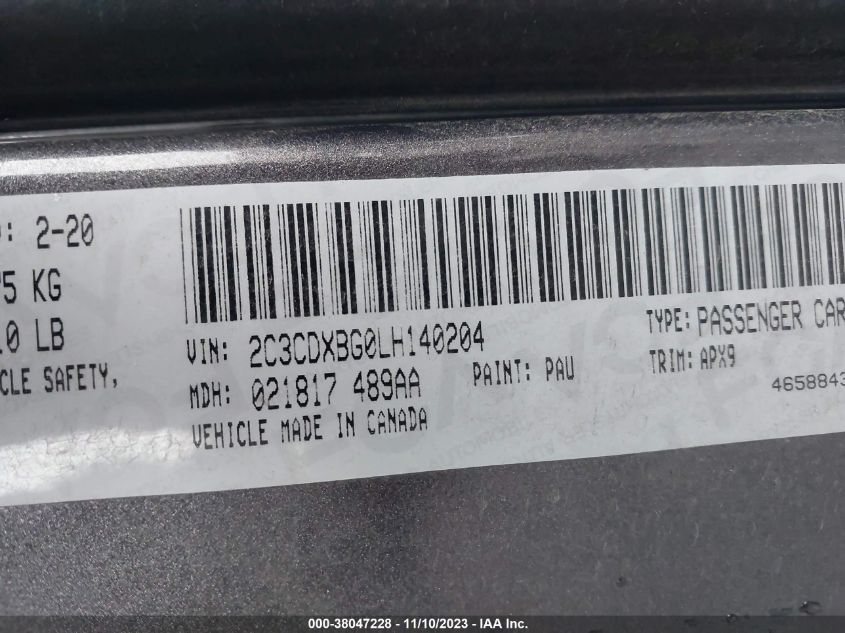 : 2-20
5 KG
.0 LB
CLE SAFETY,
VIN: 2C3CDXBG0LH140204
MDH: 021817 489AA
VEHICLE MADE IN CANADA
PAINT: PAU
TYPE: PASSENGER CAR
TRIM: APX9
4658843
000-38047228 - 11/10/2023 - IAA Inc.